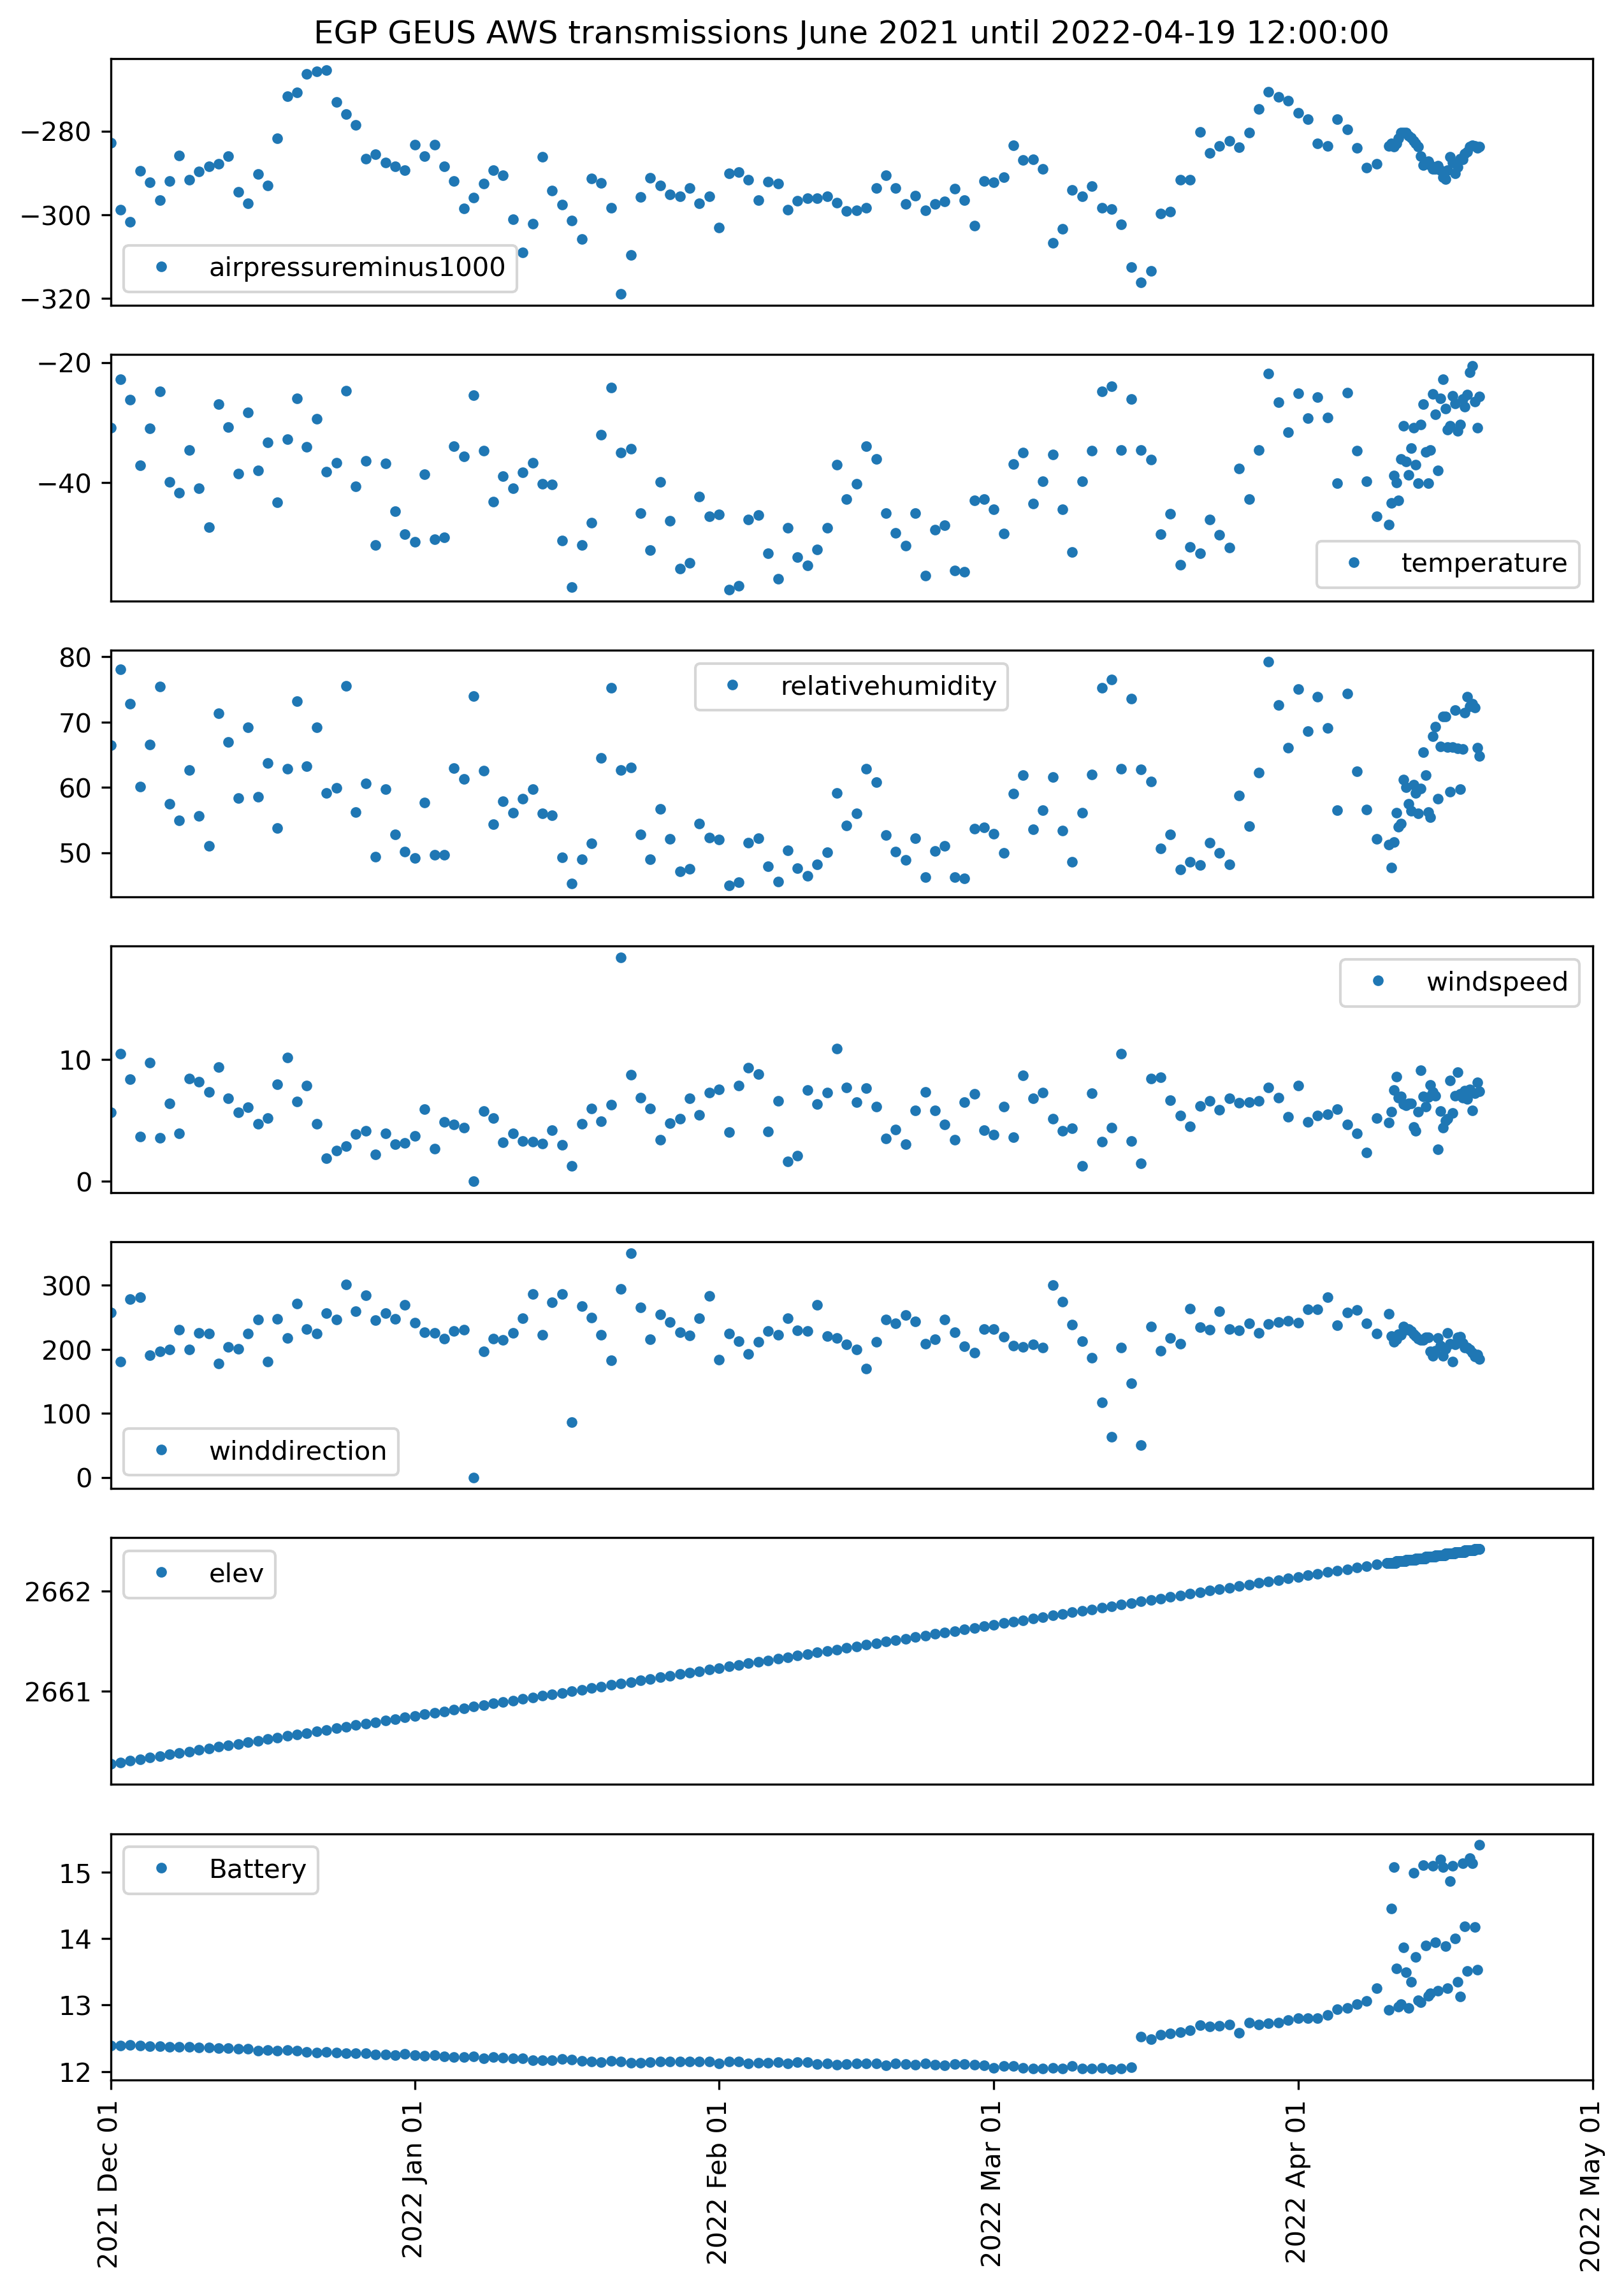 EGP GEUS AWS transmissions June 2021 until 2022-04-19 12:00:00
−280
−300
−320
airpressureminus1000
−20
−40
temperature
80
70
60
50
relativehumidity
10
0
windspeed
300
200
100
0
winddirection
2662
2661
elev
15
14
13
12
Battery
2021 Dec 01
2022 Jan 01
2022 Feb 01
2022 Mar 01
2022 Apr 01
2022 May 01